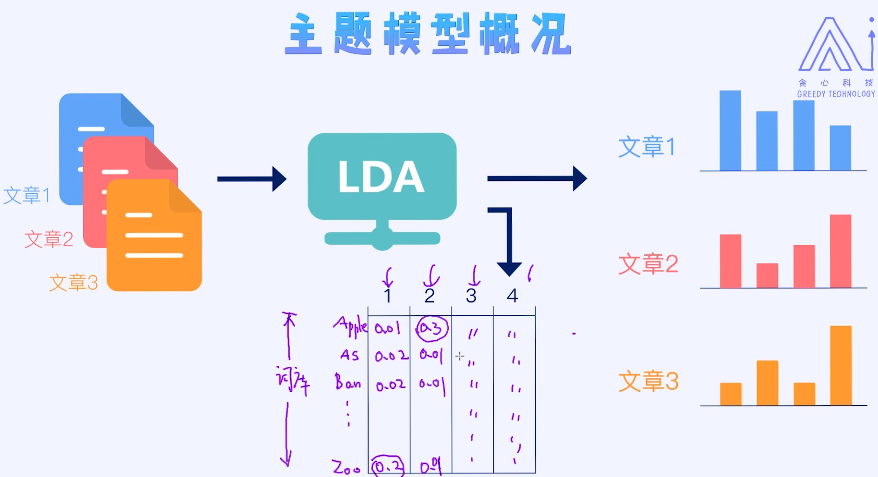 主题模型概况
贪心科技
GREEDY TECHNOLOGY
文章1
文章2
文章3
LDA
文章1
文章2
文章3
1 2 3 4
Apple 0.01 0.3 〃 〃
As 0.02 0.01 〃 〃
词库
Ban 0.02 0.01 〃 〃
Zoo 0.2